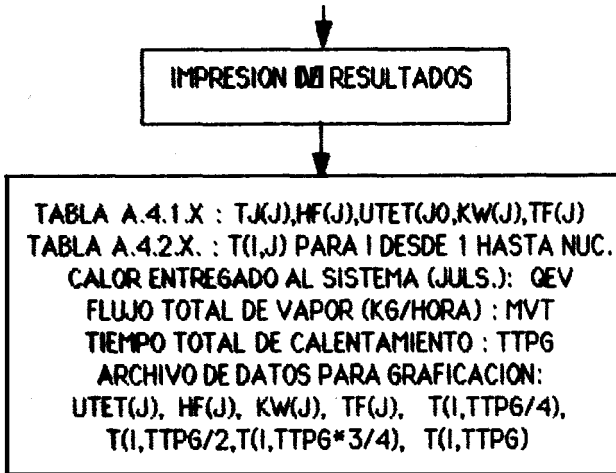 IMPRESION DE RESULTADOS
TABLA A.4.1.X : TJ(J),HF(J),UTET(JO,KW(J),TF(J)
TABLA A.4.2.X. : T(I,J) PARA I DESDE 1 HASTA NUC.
CALOR ENTREGADO AL SISTEMA (JULS.): QEV
FLUJO TOTAL DE VAPOR (KG/HORA) : MVT
TIEMPO TOTAL DE CALENTAMIENTO : TTPG
ARCHIVO DE DATOS PARA GRAFICACION:
UTET(J), HF(J), KW(J), TF(J), T(I,TTPG/4),
T(I,TTPG/2,T(I,TTPG*3/4), T(I,TTPG)